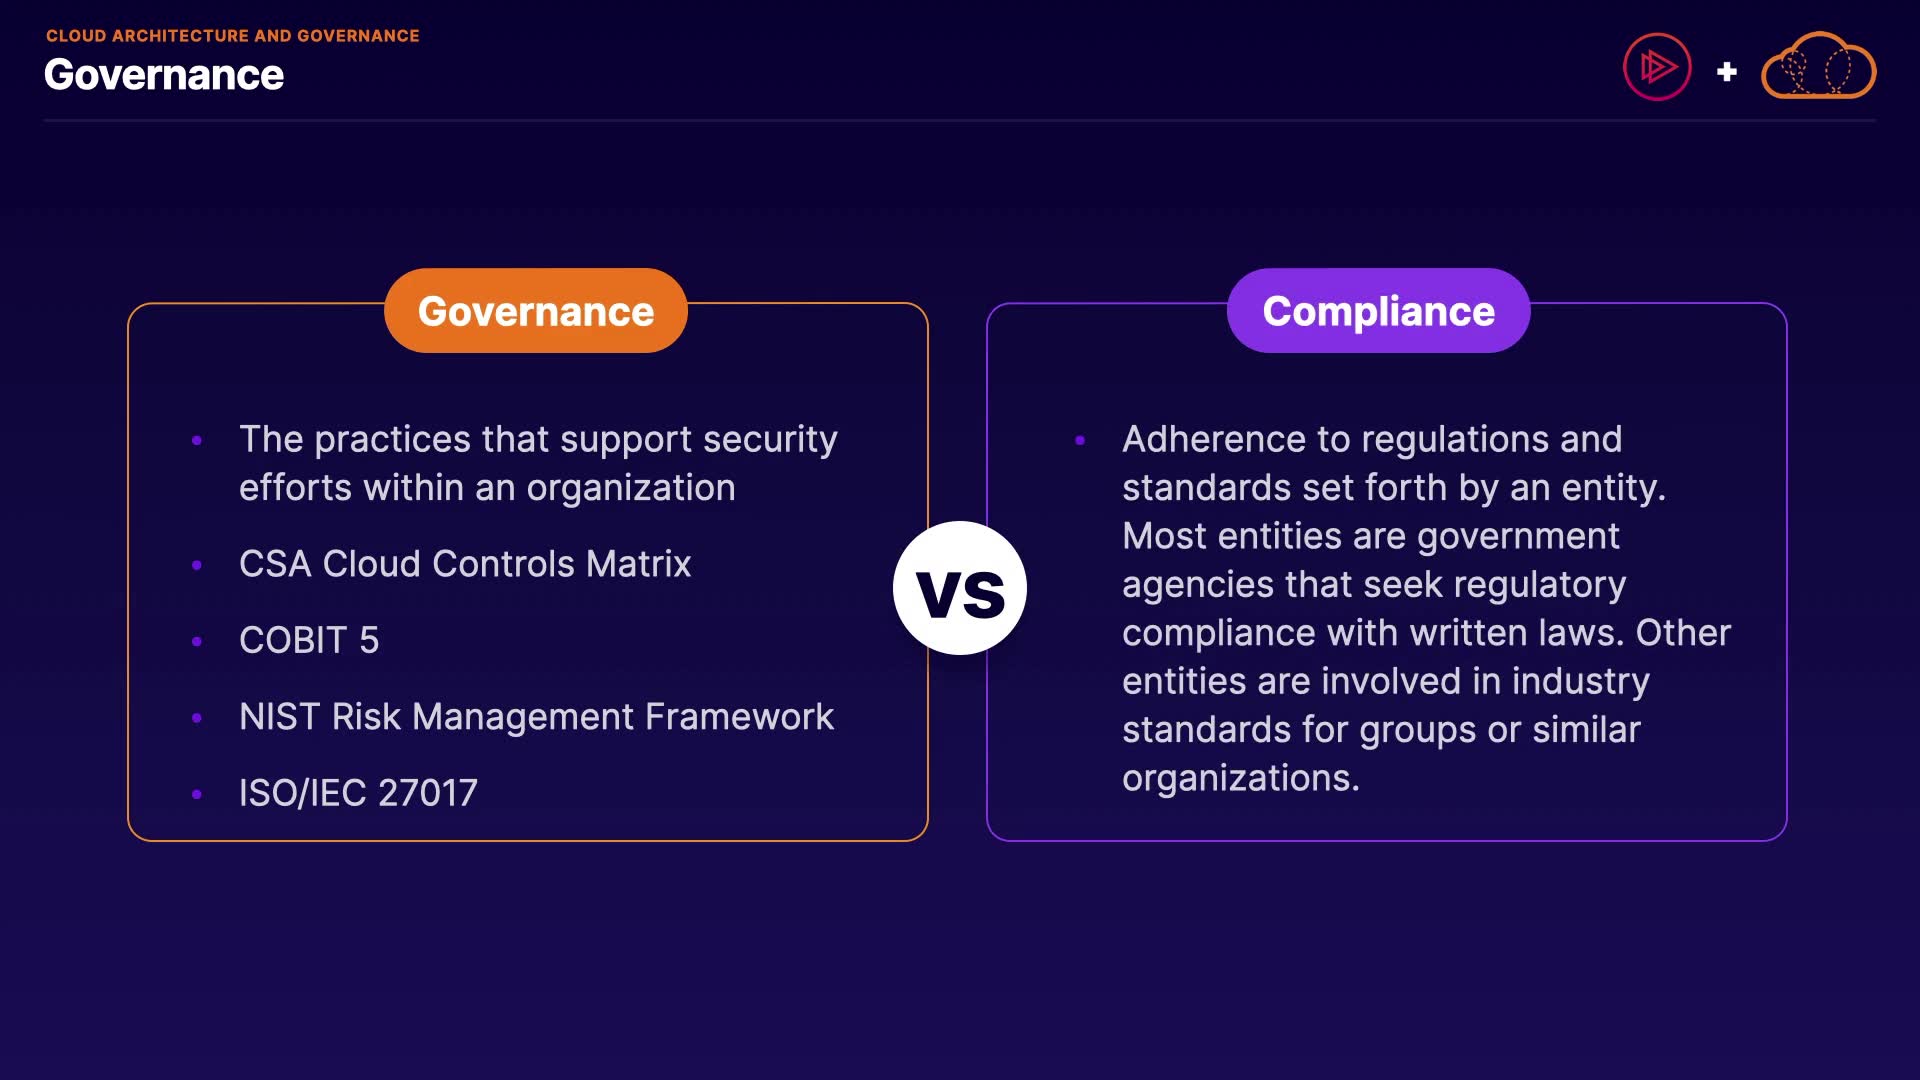 CLOUD ARCHITECTURE AND GOVERNANCE
Governance
Governance
• The practices that support security
efforts within an organization
• CSA Cloud Controls Matrix
• COBIT 5
• NIST Risk Management Framework
• ISO/IEC 27017
VS
Compliance
• Adherence to regulations and
standards set forth by an entity.
Most entities are government
agencies that seek regulatory
compliance with written laws. Other
entities are involved in industry
standards for groups or similar
organizations.